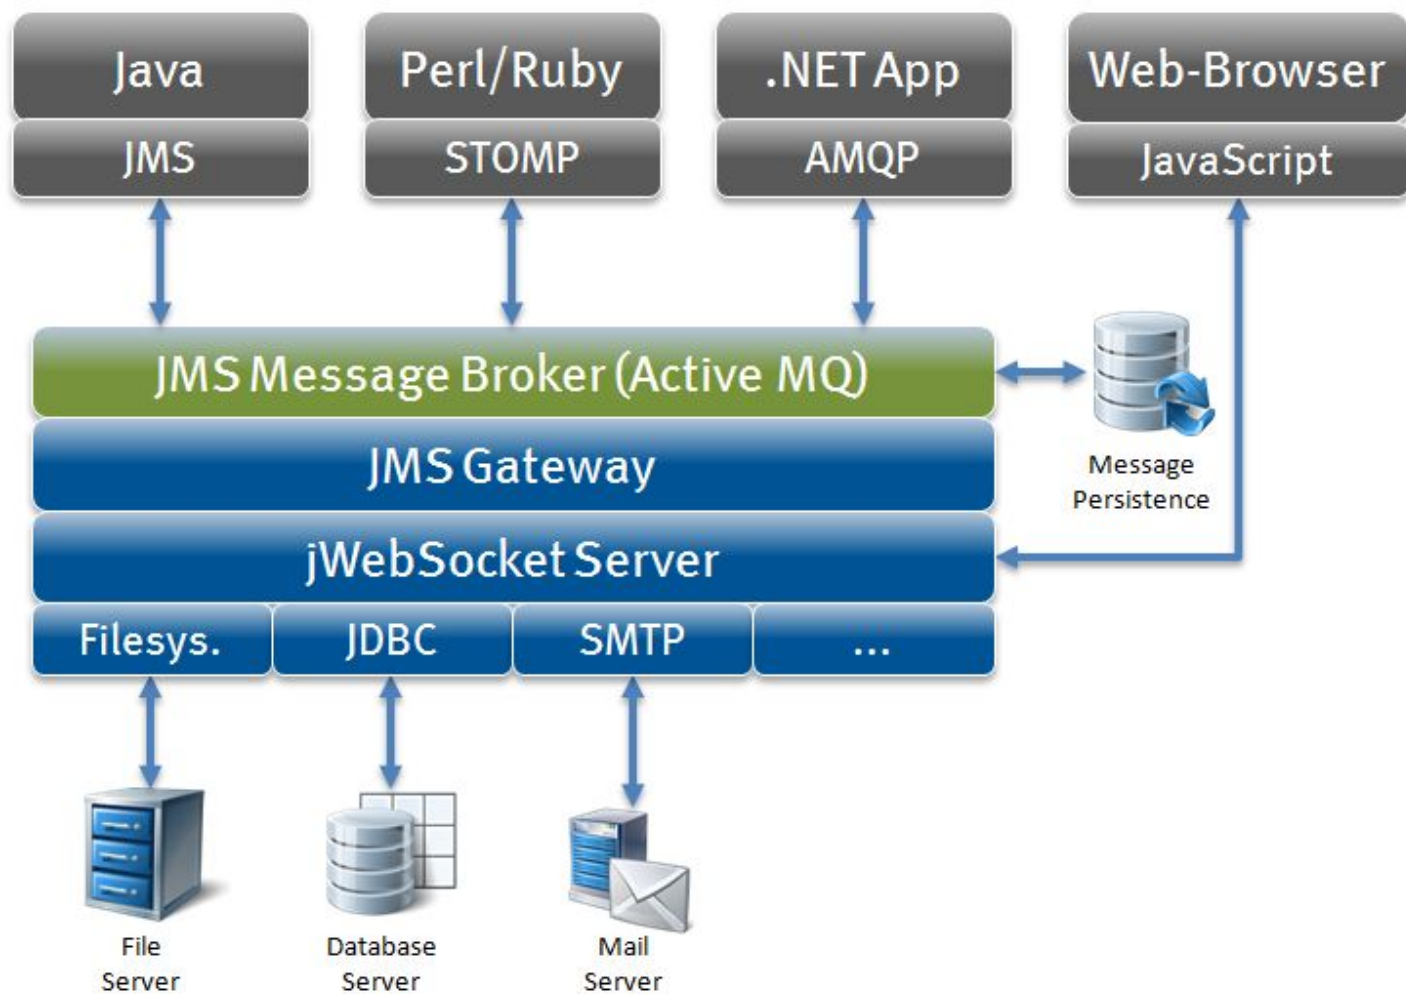 Java
Perl/Ruby
.NET App
Web-Browser
JMS
STOMP
AMQP
JavaScript
JMS Message Broker (Active MQ)
JMS Gateway
Message
Persistence
jWebSocket Server
Filesys.
JDBC
SMTP
...
File
Server
Database
Server
Mail
Server